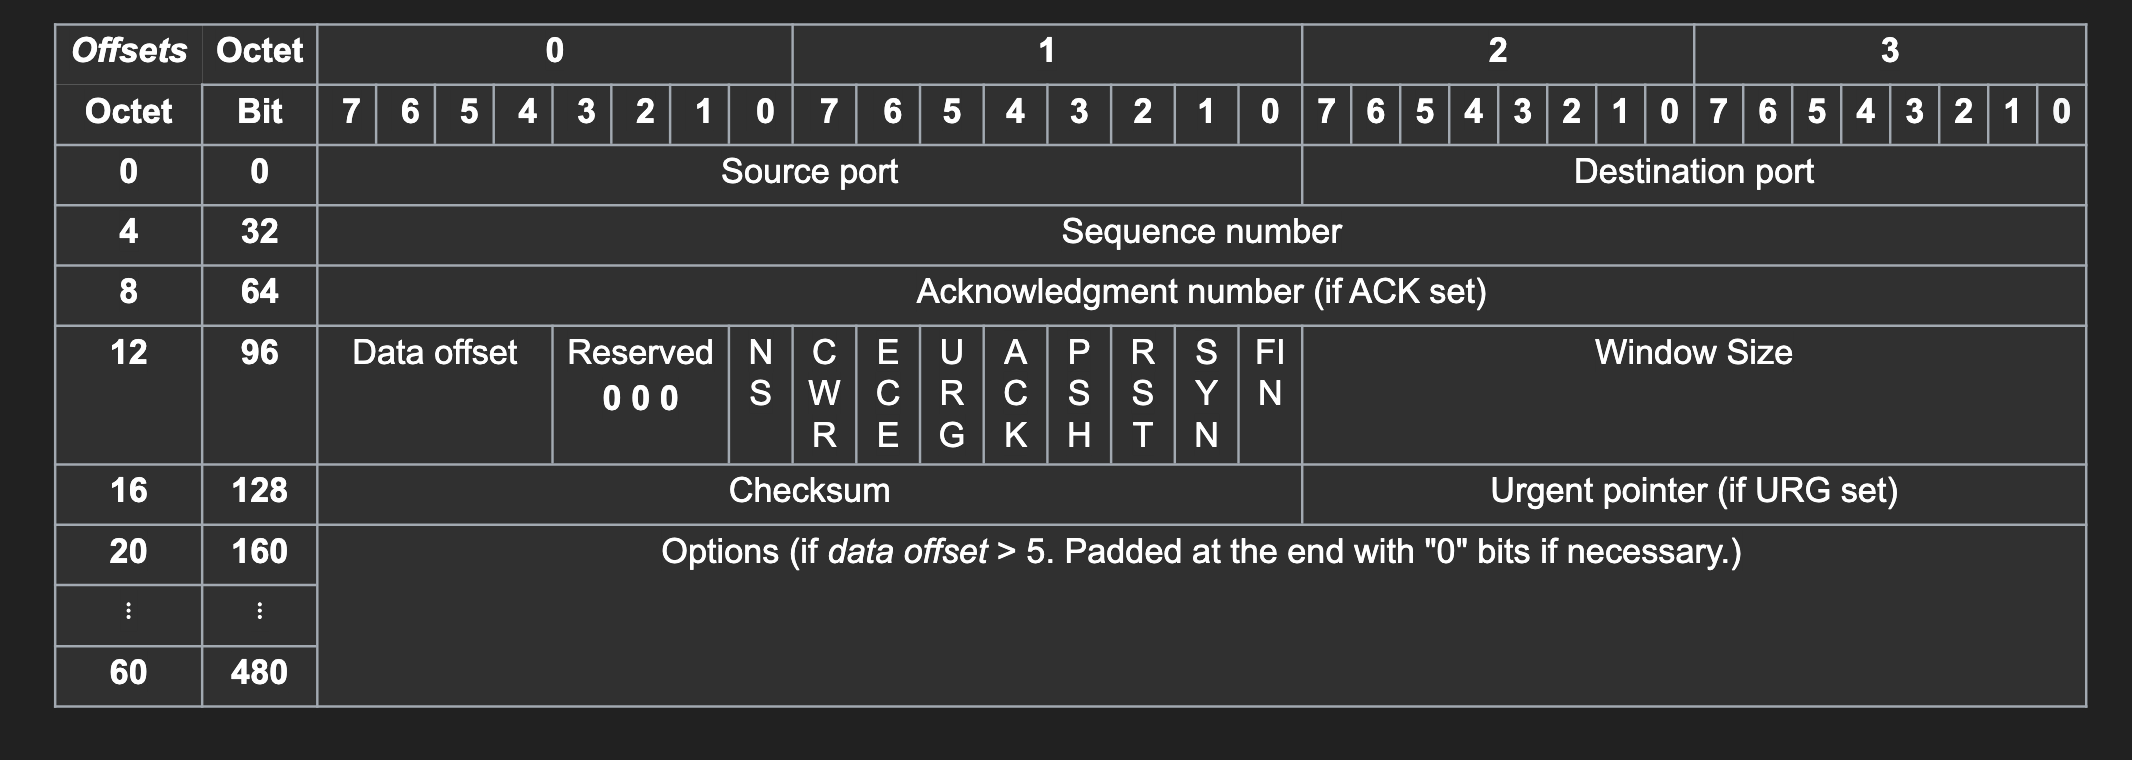 Offsets Octet 0 1 2 3
Octet Bit 7 6 5 4 3 2 1 0 7 6 5 4 3 2 1 0 7 6 5 4 3 2 1 0 7 6 5 4 3 2 1 0
0 0 Source port Destination port
4 32 Sequence number
8 64 Acknowledgment number (if ACK set)
12 96 Data offset Reserved 0 0 0 NS CWR ECE URG ACK PSH RST SYN FIN Window Size
16 128 Checksum Urgent pointer (if URG set)
20 160 Options (if data offset > 5. Padded at the end with "0" bits if necessary.)
⋮ ⋮
60 480